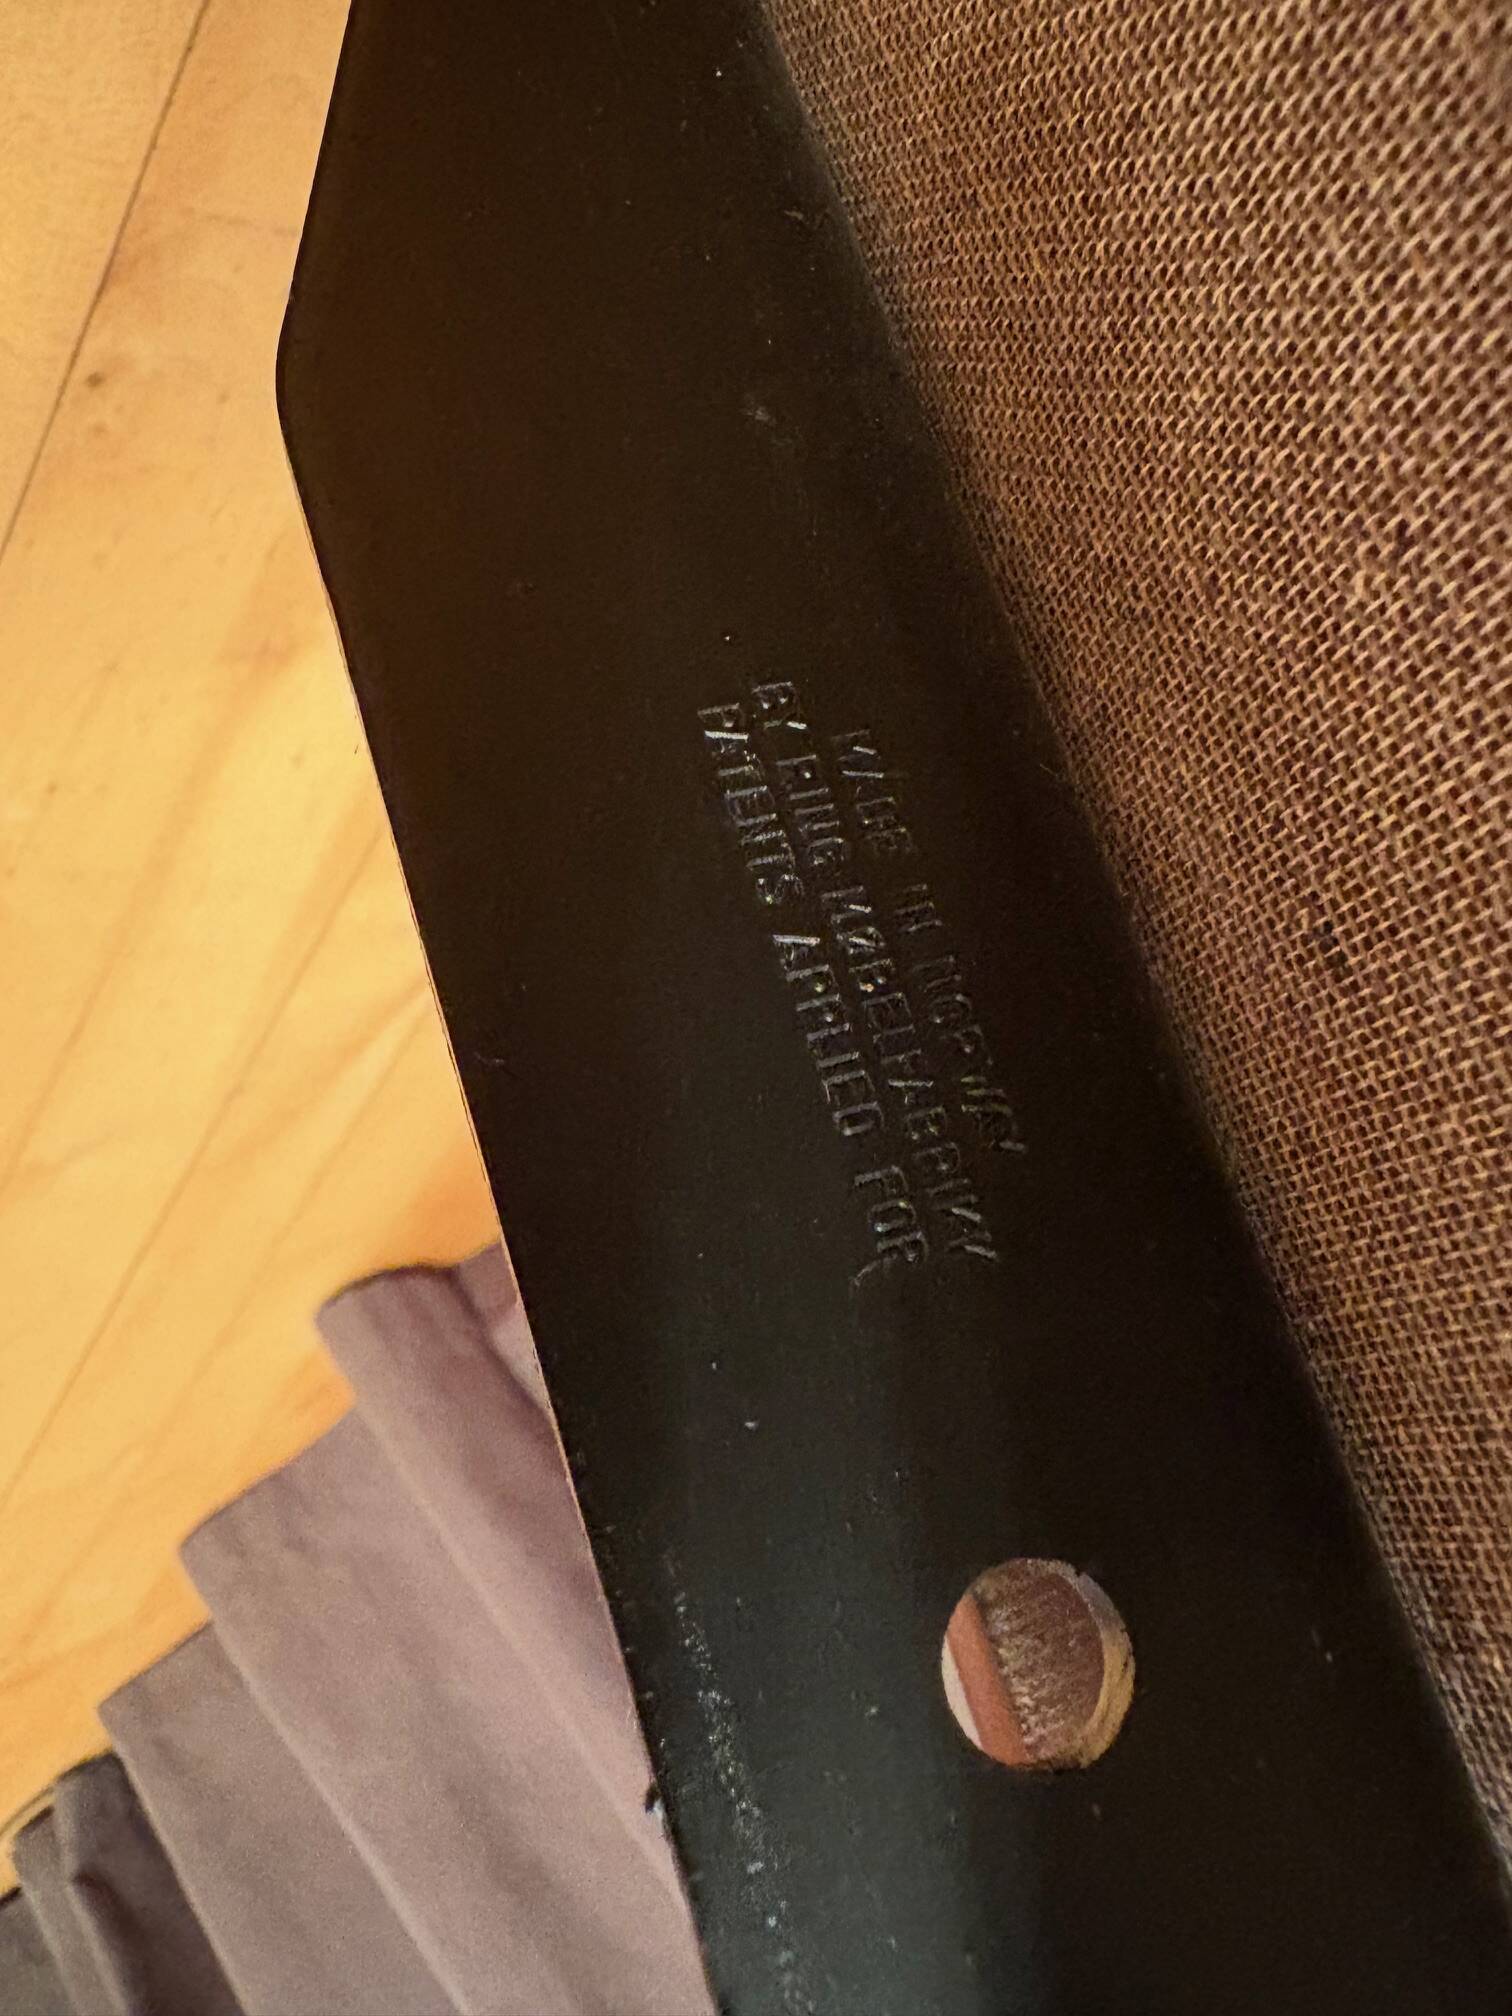 MADE IN NORWAY
BY RING MØBELFABRIKK
PATENTS APPLIED FOR